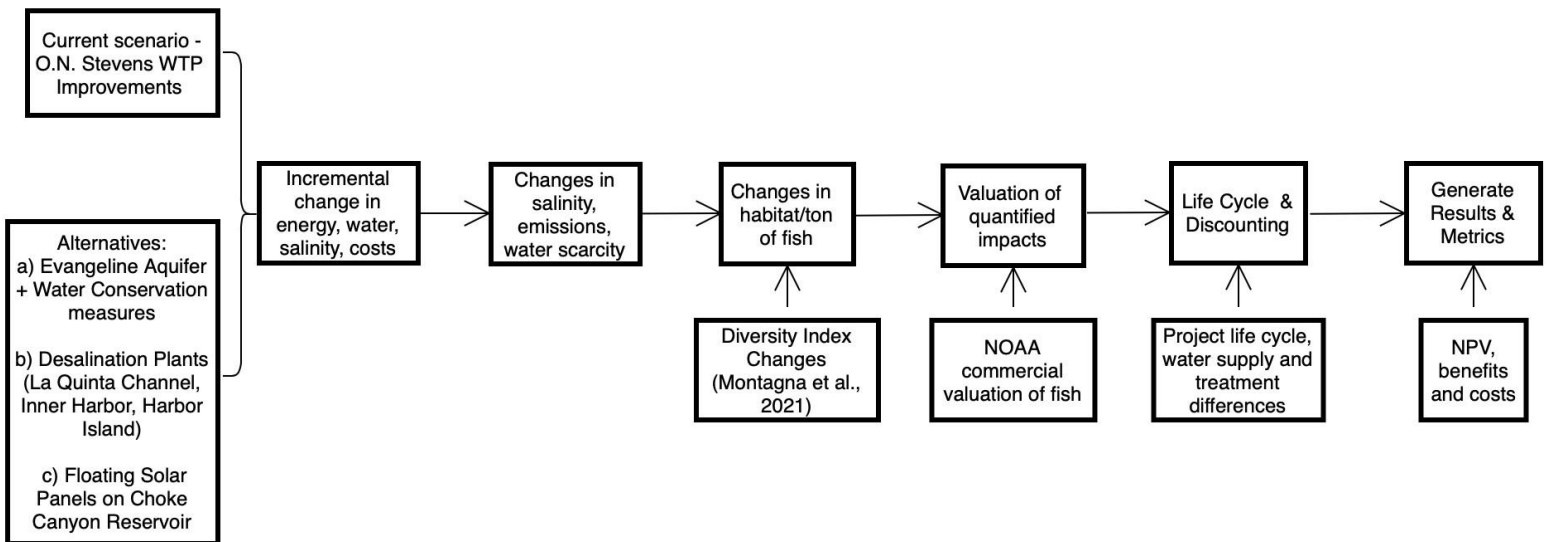 Current scenario -
O.N. Stevens WTP
Improvements
Alternatives:
a) Evangeline Aquifer
+ Water Conservation
measures
b) Desalination Plants
(La Quinta Channel,
Inner Harbor, Harbor
Island)
c) Floating Solar
Panels on Choke
Canyon Reservoir
Incremental
change in
energy, water,
salinity, costs
Changes in
salinity,
emissions,
water scarcity
Changes in
habitat/ton
of fish
Valuation of
quantified
impacts
Life Cycle &
Discounting
Generate
Results &
Metrics
Diversity Index
Changes
(Montagna et al.,
2021)
NOAA
commercial
valuation of fish
Project life cycle,
water supply and
treatment
differences
NPV,
benefits
and costs